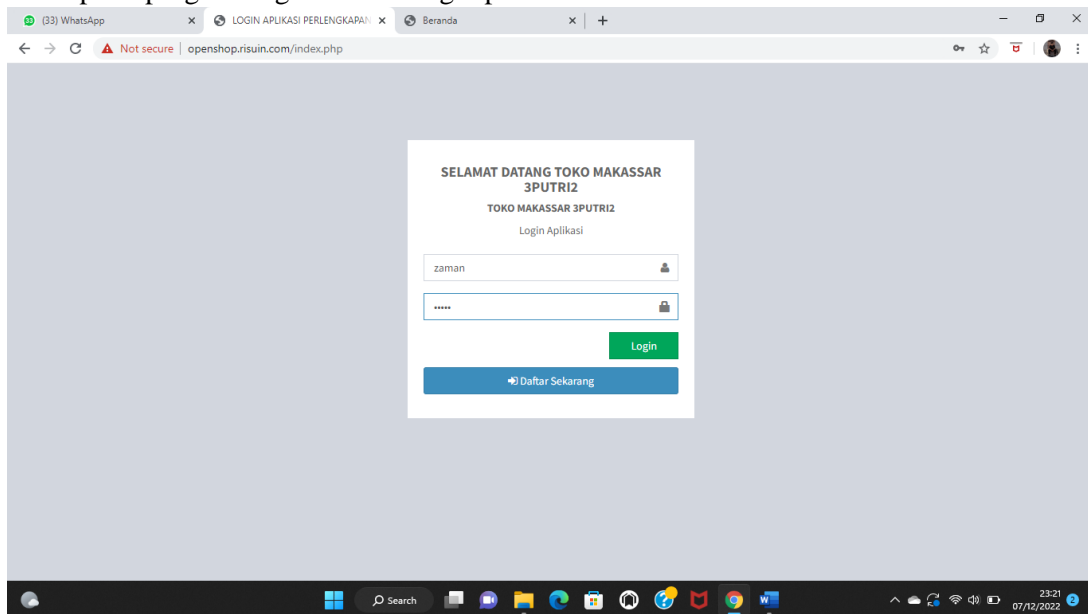 (33) WhatsApp
LOGIN APLIKASI PERLENGKAPAN
Beranda
Not secure | openshop.risuin.com/index.php
SELAMAT DATANG TOKO MAKASSAR
3PUTRI2
TOKO MAKASSAR 3PUTRI2
Login Aplikasi
zaman
•••••
Login
Daftar Sekarang
Search
23:21
07/12/2022
2